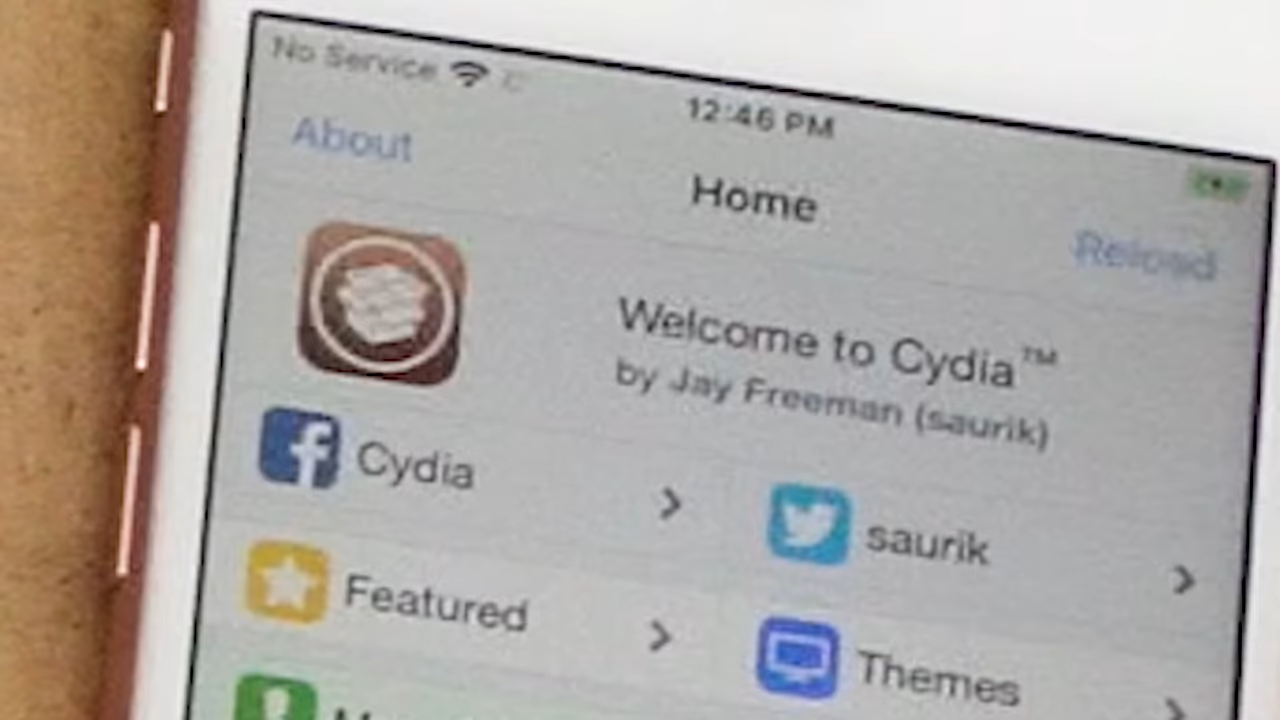 No Service
12:46 PM
About
Home
Reload
Welcome to Cydia™
by Jay Freeman (saurik)
Cydia
saurik
Featured
Themes